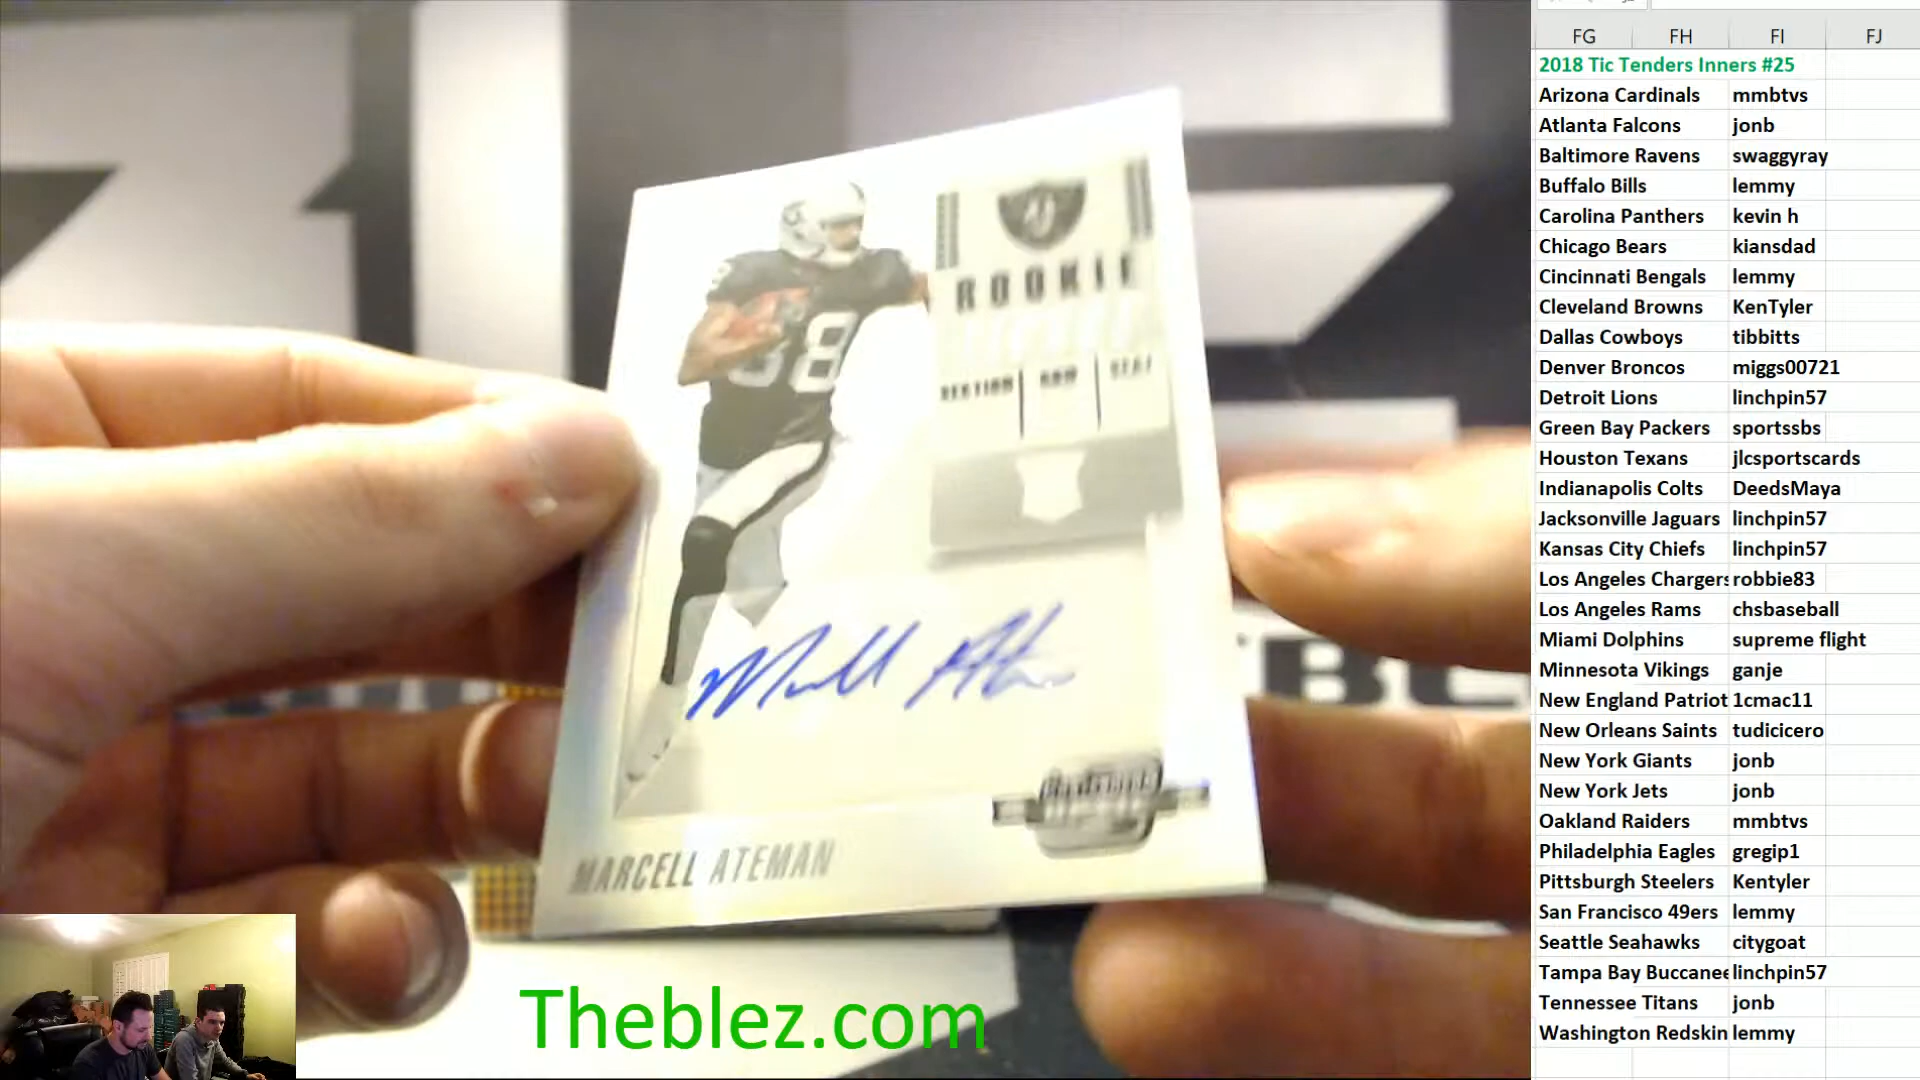 FG FH FI FJ
2018 Tic Tenders Inners #25
Arizona Cardinals mmbtvs
Atlanta Falcons jonb
Baltimore Ravens swaggyray
Buffalo Bills lemmy
Carolina Panthers kevin h
Chicago Bears kiansdad
Cincinnati Bengals lemmy
Cleveland Browns KenTyler
Dallas Cowboys tibbitts
Denver Broncos miggs00721
Detroit Lions linchpin57
Green Bay Packers sportssbs
Houston Texans jlcsportscards
Indianapolis Colts DeedsMaya
Jacksonville Jaguars linchpin57
Kansas City Chiefs linchpin57
Los Angeles Chargers robbie83
Los Angeles Rams chsbaseball
Miami Dolphins supreme flight
Minnesota Vikings ganje
New England Patriot 1cmac11
New Orleans Saints tudicicero
New York Giants jonb
New York Jets jonb
Oakland Raiders mmbtvs
Philadelphia Eagles gregip1
Pittsburgh Steelers Kentyler
San Francisco 49ers lemmy
Seattle Seahawks citygoat
Tampa Bay Buccanee linchpin57
Tennessee Titans jonb
Washington Redskin lemmy
ROOKIE
SECTION ROW SEAT
88
MARCELL ATEMAN
Theblez.com